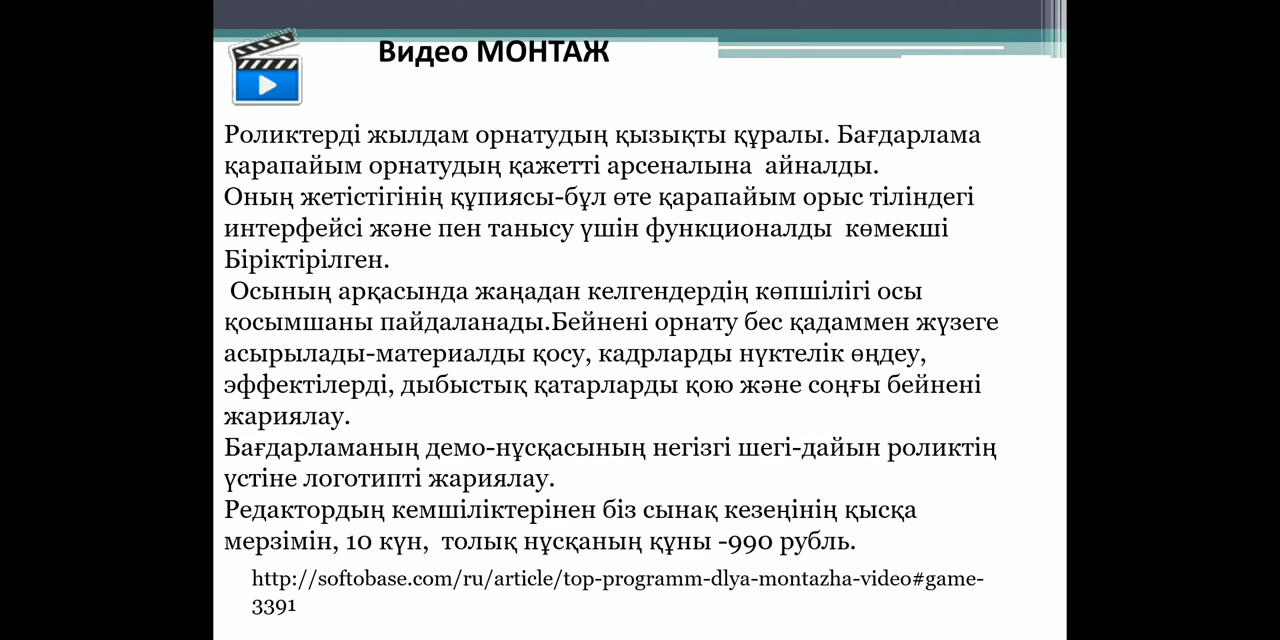 Видео МОНТАЖ
Роликтерді жылдам орнатудың қызықты құралы. Бағдарлама
қарапайым орнатудың қажетті арсеналына айналды.
Оның жетістігінің құпиясы-бұл өте қарапайым орыс тіліндегі
интерфейсі және пен танысу үшін функционалды көмекші
Біріктірілген.
Осының арқасында жаңадан келгендердің көпшілігі осы
қосымшаны пайдаланады.Бейнені орнату бес қадаммен жүзеге
асырылады-материалды қосу, кадрларды нүктелік өңдеу,
эффектілерді, дыбыстық қатарларды қою және соңғы бейнені
жариялау.
Бағдарламаның демо-нұсқасының негізгі шегі-дайын роликтің
үстіне логотипті жариялау.
Редактордың кемшіліктерінен біз сынақ кезеңінің қысқа
мерзімін, 10 күн, толық нұсқаның құны -990 рубль.
http://softobase.com/ru/article/top-programm-dlya-montazha-video#game-
3391